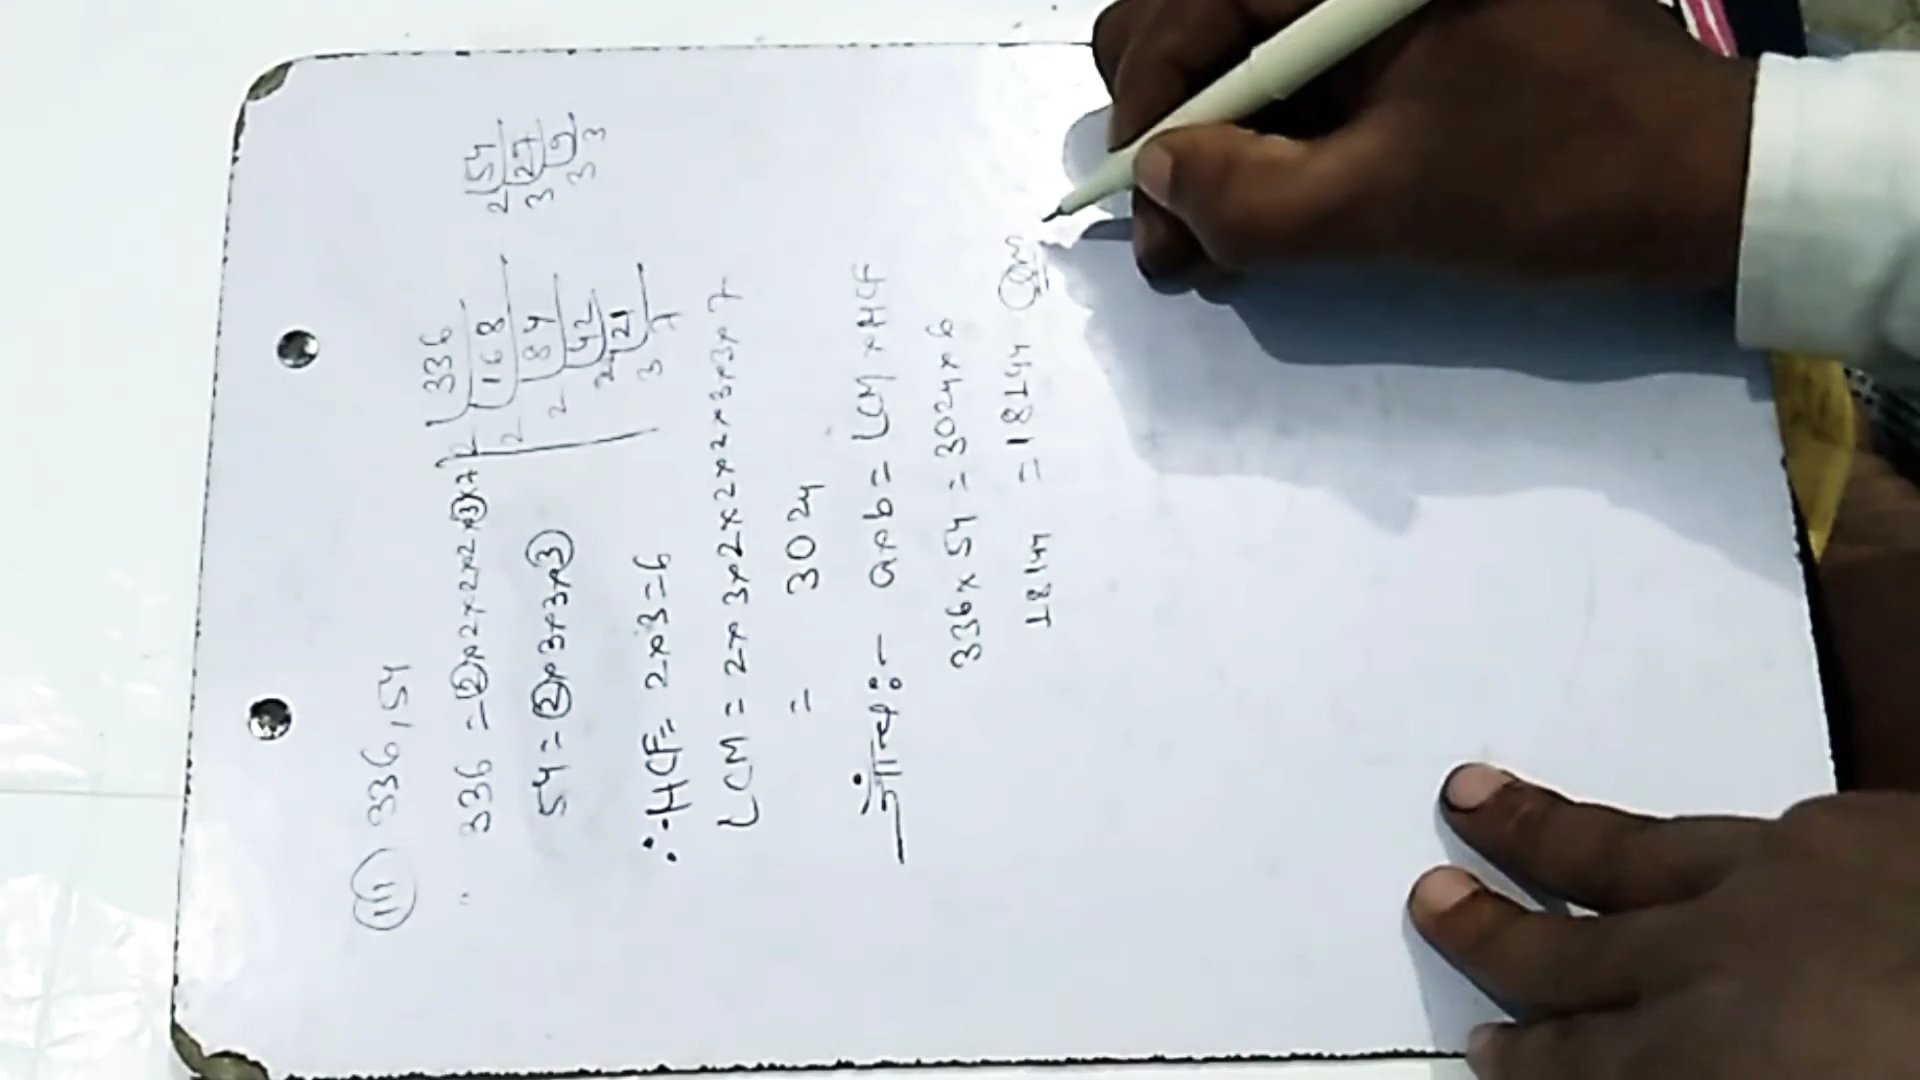 (iii) 336, 54
336 = 2×2×2×2×3×7
54 = 2×3×3×3
2 336
2 168
2 84
2 42
21
3 7
2 54
3 27
3 9
3
∴ HCF = 2×3=6
LCM = 2×3×2×2×2×3×3×7
= 3024
जाँच :- a×b = LCM × HCF
336×54 = 3024×6
18144 = 18144